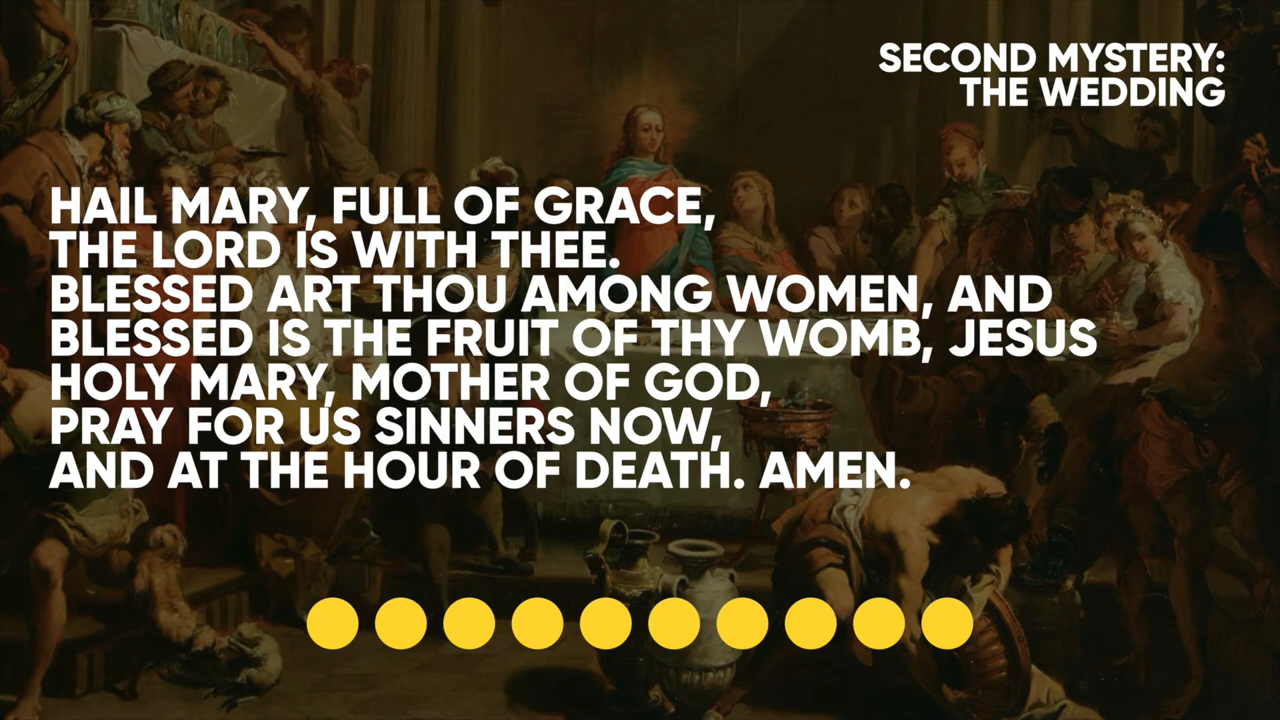 SECOND MYSTERY:
THE WEDDING
HAIL MARY, FULL OF GRACE,
THE LORD IS WITH THEE.
BLESSED ART THOU AMONG WOMEN, AND
BLESSED IS THE FRUIT OF THY WOMB, JESUS
HOLY MARY, MOTHER OF GOD,
PRAY FOR US SINNERS NOW,
AND AT THE HOUR OF DEATH. AMEN.